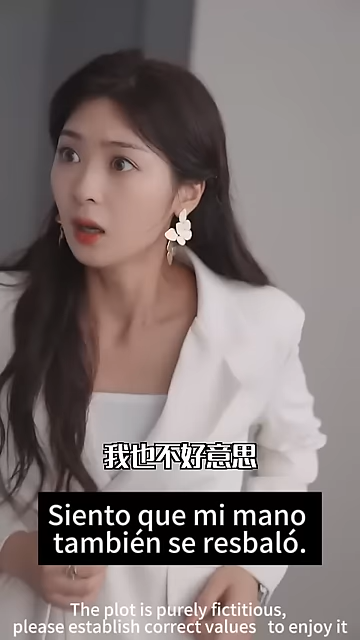 我也不好意思
Siento que mi mano
también se resbaló.
The plot is purely fictitious,
please establish correct values to enjoy it